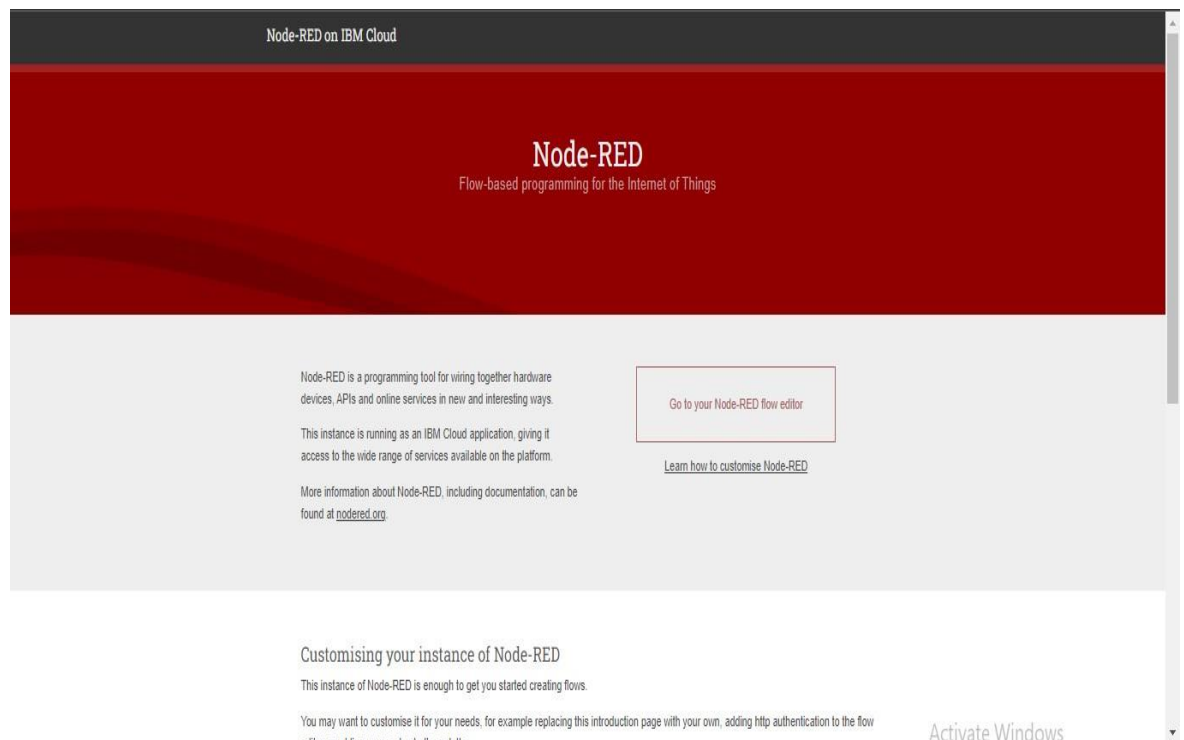 Node-RED on IBM Cloud
Node-RED
Flow-based programming for the Internet of Things
Node-RED is a programming tool for wiring together hardware
devices, APIs and online services in new and interesting ways.
This instance is running as an IBM Cloud application, giving it
access to the wide range of services available on the platform.
More information about Node-RED, including documentation, can be
found at nodered.org.
Go to your Node-RED flow editor
Learn how to customise Node-RED
Customising your instance of Node-RED
This instance of Node-RED is enough to get you started creating flows.
You may want to customise it for your needs, for example replacing this introduction page with your own, adding http authentication to the flow
Activate Windows